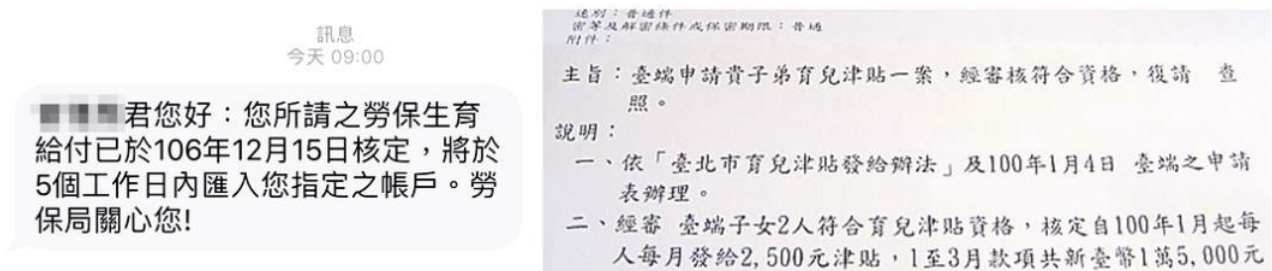 訊息
今天 09:00
君您好：您所請之勞保生育
給付已於106年12月15日核定，將於
5個工作日內匯入您指定之帳戶。勞
保局關心您!
速別：普通件
密等及解密條件或保密期限：普通
附件：
主旨：臺端申請貴子弟育兒津貼一案，經審核符合資格，復請 查
照。
說明：
一、依「臺北市育兒津貼發給辦法」及100年1月4日 臺端之申請
表辦理。
二、經審 臺端子女2人符合育兒津貼資格，核定自100年1月起每
人每月發給2,500元津貼，1至3月款項共新臺幣1萬5,000元